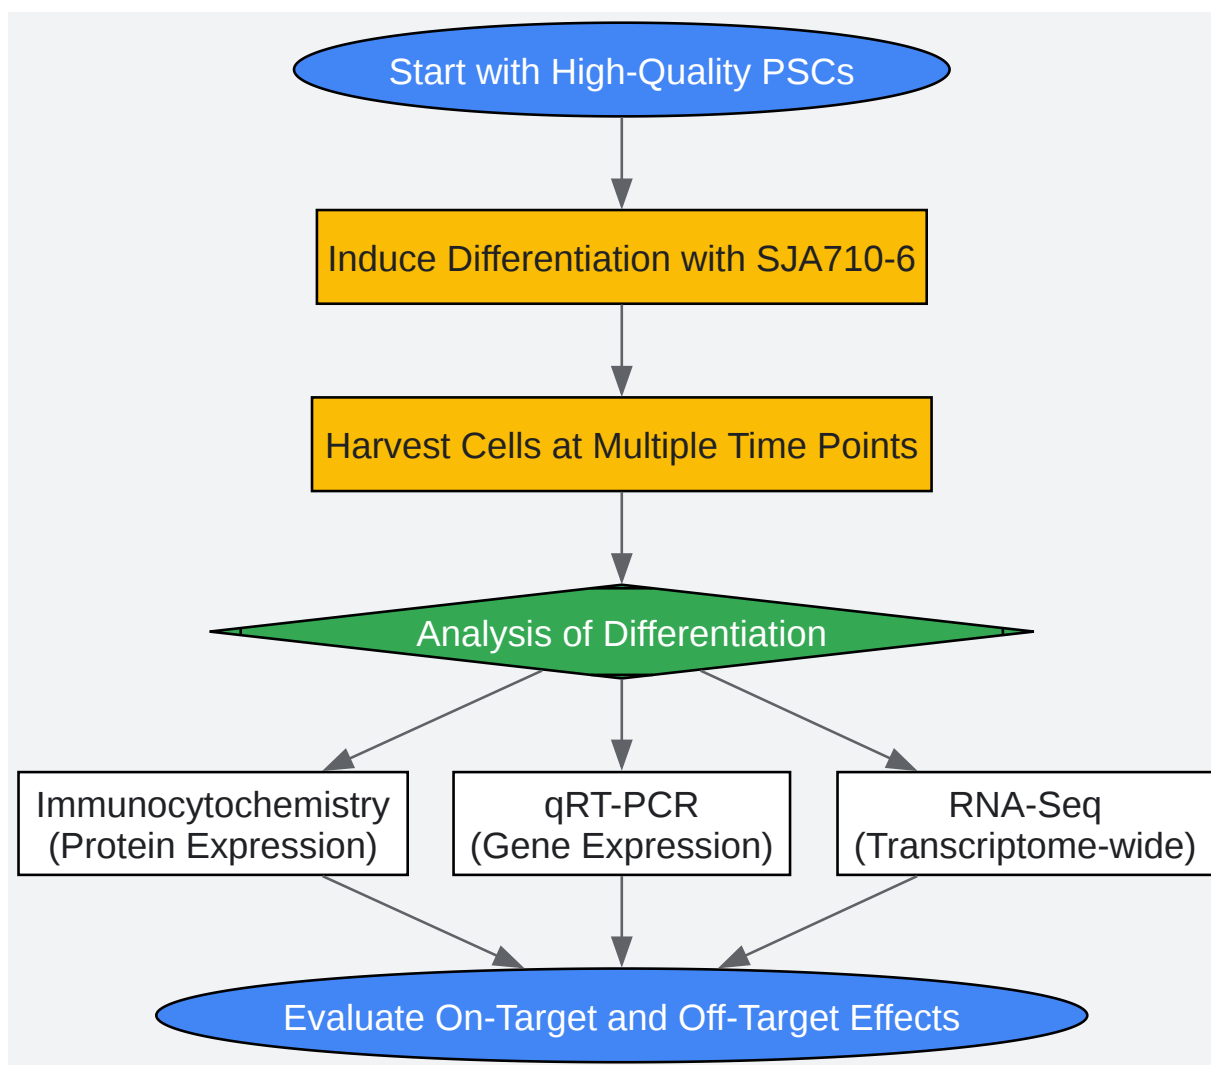 Start with High-Quality PSCs
Induce Differentiation with SJA710-6
Harvest Cells at Multiple Time Points
Analysis of Differentiation
Immunocytochemistry
(Protein Expression)
qRT-PCR
(Gene Expression)
RNA-Seq
(Transcriptome-wide)
Evaluate On-Target and Off-Target Effects